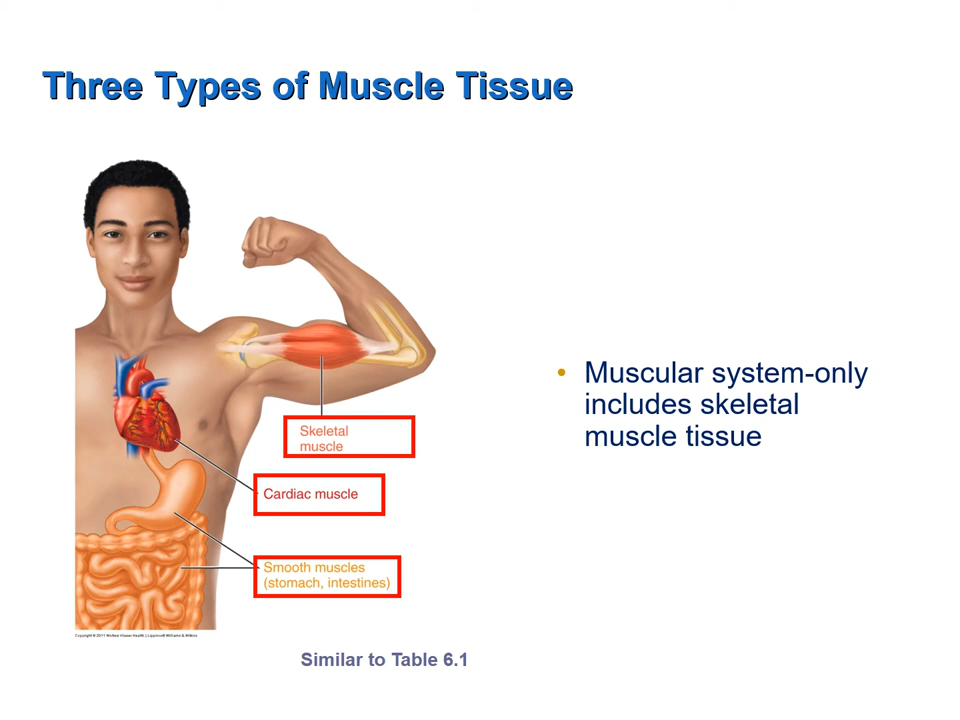 Three Types of Muscle Tissue
Skeletal
muscle
Cardiac muscle
Smooth muscles
(stomach, intestines)
• Muscular system-only
includes skeletal
muscle tissue
Copyright © 2011 Wolters Kluwer Health | Lippincott Williams & Wilkins
Similar to Table 6.1